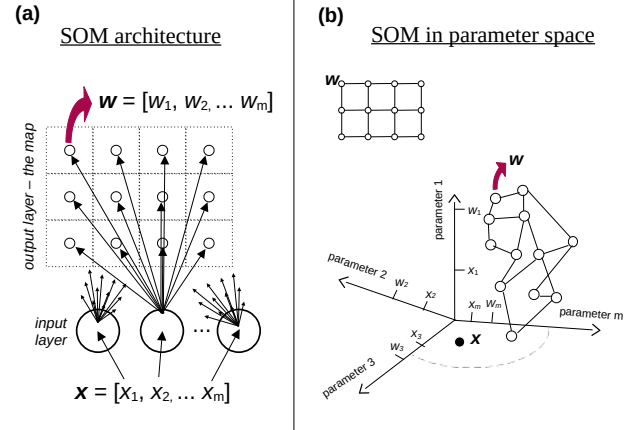 (a)
SOM architecture
w = [w1, w2, ... wm]
output layer – the map
input
layer
...
x = [x1, x2, ... xm]
(b)
SOM in parameter space
w
w
parameter 1
w1
x1
parameter 2
w2
x2
xm
wm
parameter m
x3
w3
x
parameter 3